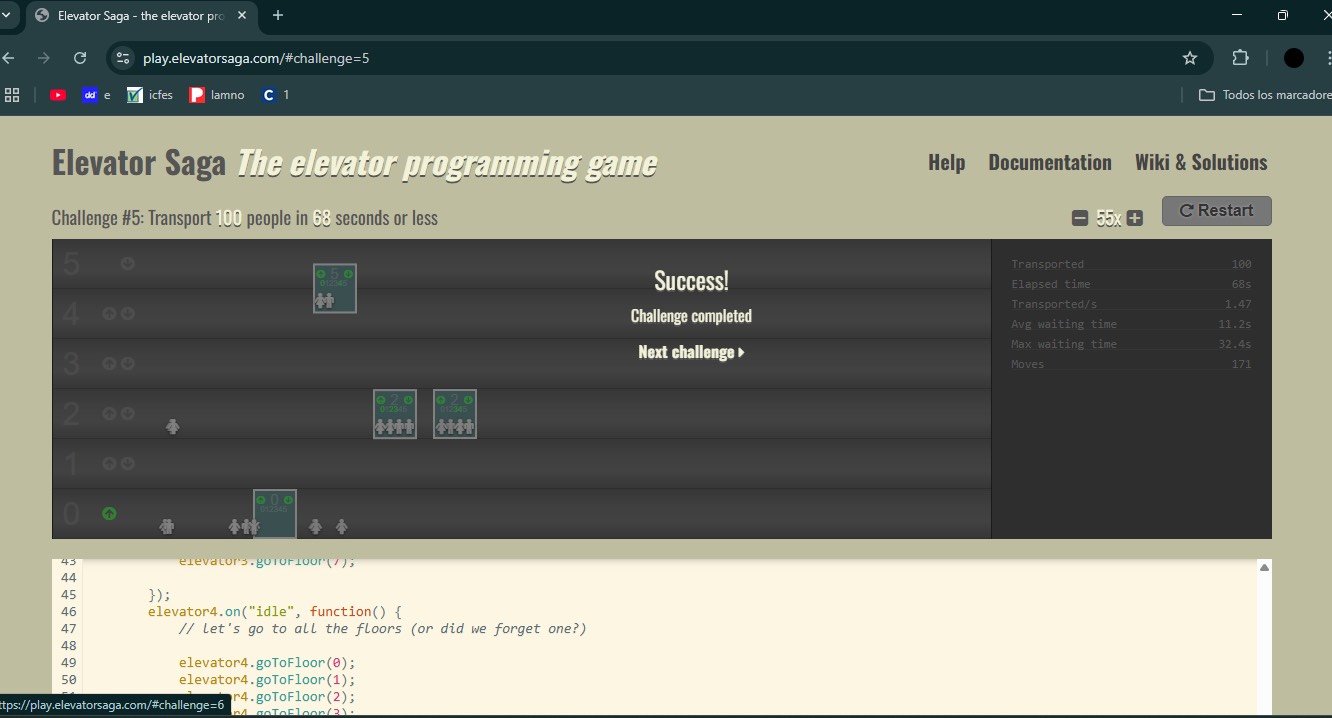 Elevator Saga - the elevator pro
play.elevatorsaga.com/#challenge=5
e icfes lamno 1 Todos los marcadore
Elevator Saga The elevator programming game
Help Documentation Wiki & Solutions
Challenge #5: Transport 100 people in 68 seconds or less
55x Restart
5
4
3
2
1
0
5
012345
2
012345
2
012345
0
012345
Success!
Challenge completed
Next challenge
Transported 100
Elapsed time 68s
Transported/s 1.47
Avg waiting time 11.2s
Max waiting time 32.4s
Moves 171
43 elevator3.goToFloor(7);
44
45 });
46 elevator4.on("idle", function() {
47 // let's go to all the floors (or did we forget one?)
48
49 elevator4.goToFloor(0);
50 elevator4.goToFloor(1);
r4.goToFloor(2);
r4.goToFloor(3);
ttps://play.elevatorsaga.com/#challenge=6